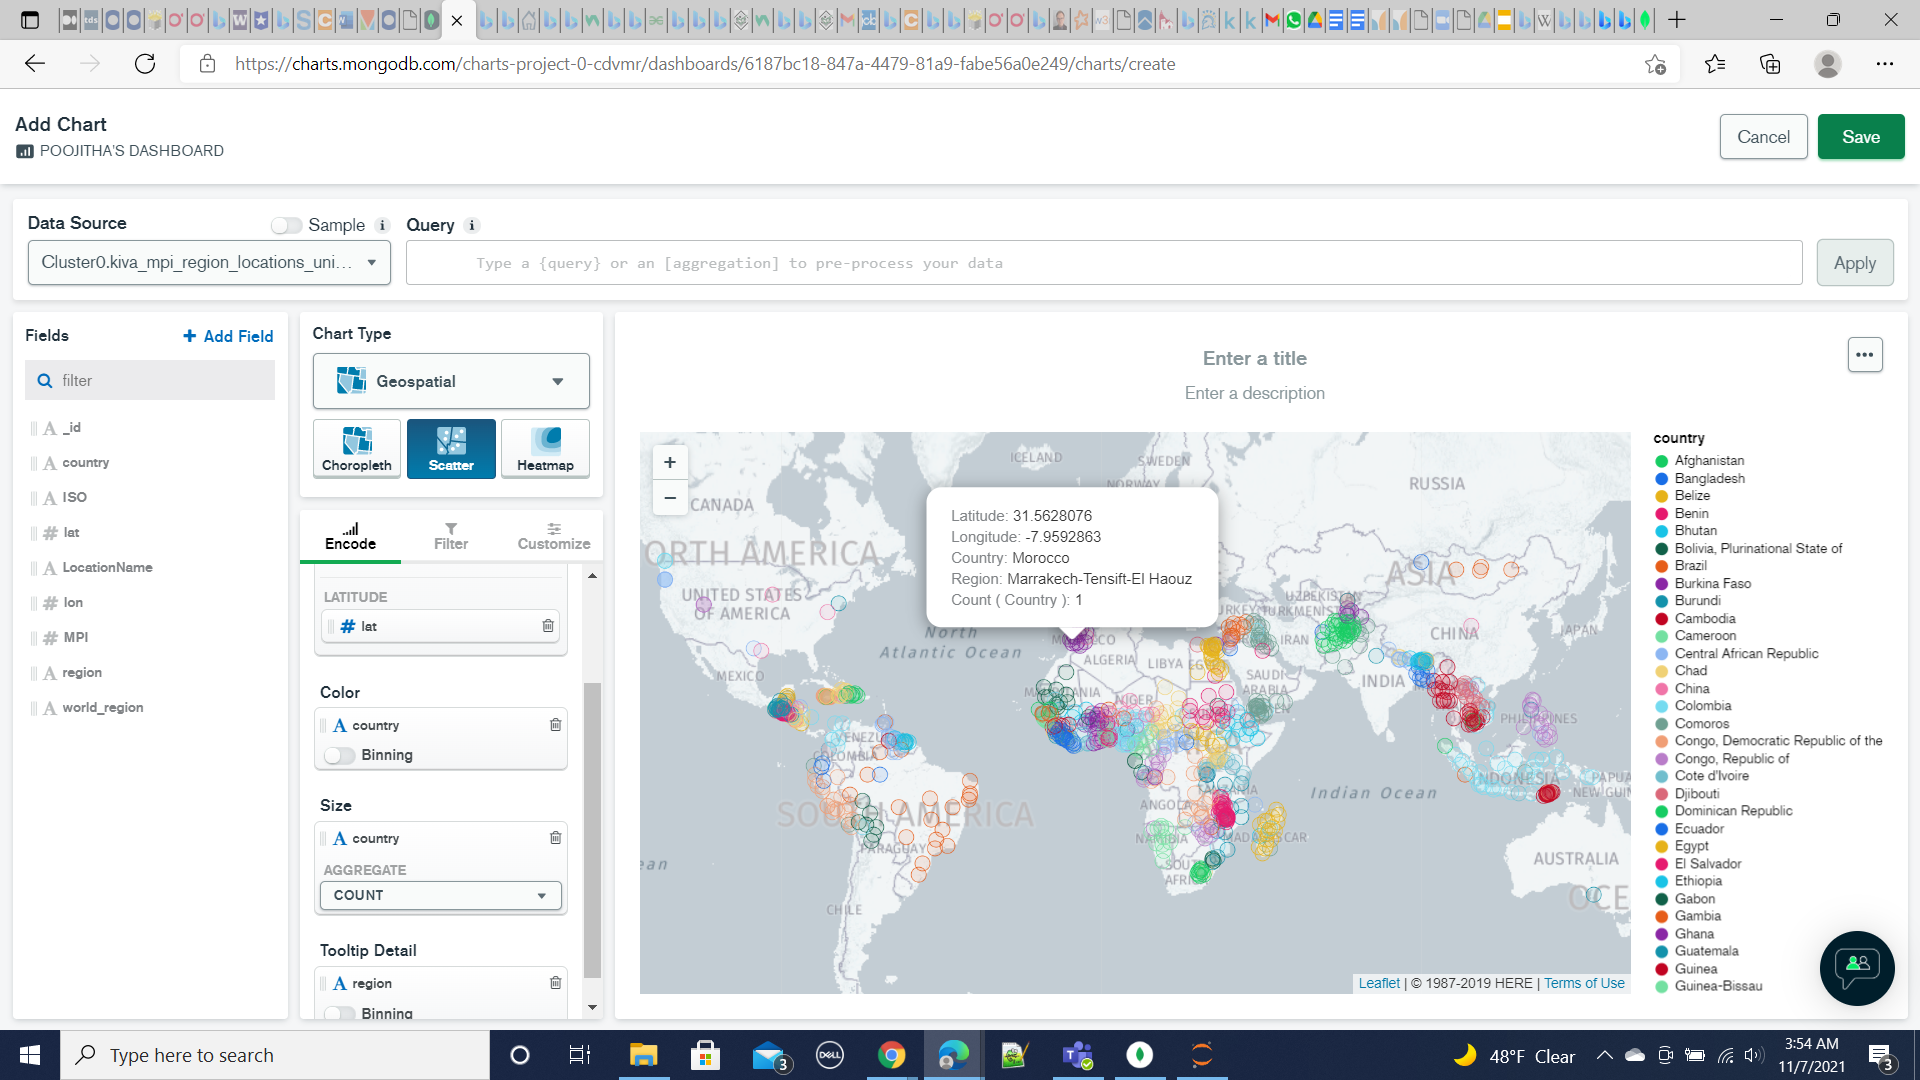 https://charts.mongodb.com/charts-project-0-cdvmr/dashboards/6187bc18-847a-4479-81a9-fabe56a0e249/charts/create
Add Chart
POOJITHA'S DASHBOARD
Cancel
Save
Data Source
Sample
Query
Cluster0.kiva_mpi_region_locations_uni...
Type a {query} or an [aggregation] to pre-process your data
Apply
Fields
+ Add Field
filter
A _id
A country
A ISO
# lat
A LocationName
# lon
# MPI
A region
A world_region
Chart Type
Geospatial
Choropleth
Scatter
Heatmap
Encode
Filter
Customize
LATITUDE
# lat
Color
A country
Binning
Size
A country
AGGREGATE
COUNT
Tooltip Detail
A region
Binning
Enter a title
Enter a description
+
−
Latitude: 31.5628076
Longitude: -7.9592863
Country: Morocco
Region: Marrakech-Tensift-El Haouz
Count ( Country ): 1
ICELAND
SWEDEN
NORWAY
RUSSIA
CANADA
ORTH AMERICA
ASIA
UNITED STATES
OF AMERICA
North
Atlantic Ocean
MEXICO
ALGERIA
LIBYA
IRAN
CHINA
JAPAN
SAUDI
ARABIA
INDIA
NIGER
PHILIPPINES
COLOMBIA
INDONESIA
PAPUA
NEW GUIN
SOUTH AMERICA
PARAGUAY
CHILE
ANGOLA
NAMIBIA
MADAGASCAR
SOUTH
AFRI
Indian Ocean
AUSTRALIA
OCE
ean
Leaflet | © 1987-2019 HERE | Terms of Use
country
Afghanistan
Bangladesh
Belize
Benin
Bhutan
Bolivia, Plurinational State of
Brazil
Burkina Faso
Burundi
Cambodia
Cameroon
Central African Republic
Chad
China
Colombia
Comoros
Congo, Democratic Republic of the
Congo, Republic of
Cote d'Ivoire
Djibouti
Dominican Republic
Ecuador
Egypt
El Salvador
Ethiopia
Gabon
Gambia
Ghana
Guatemala
Guinea
Guinea-Bissau
Type here to search
3
DELL
48°F Clear
3:54 AM
11/7/2021
3